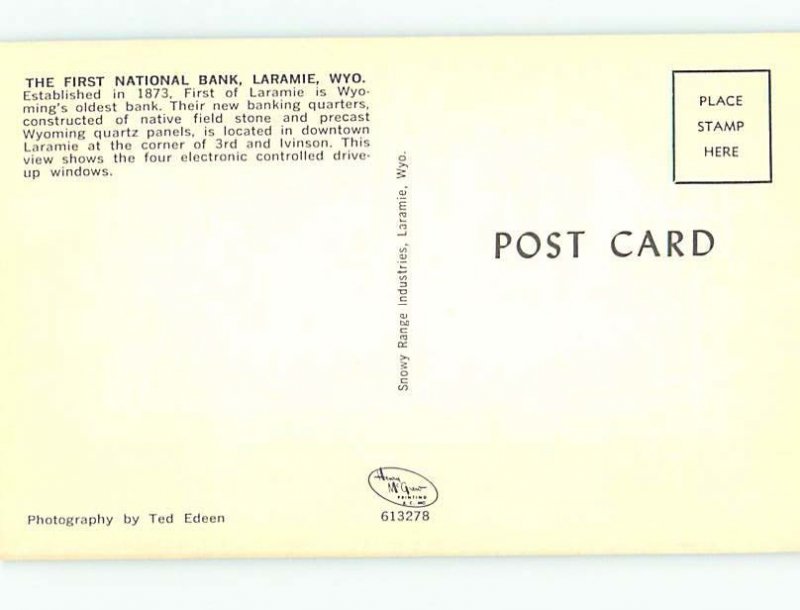 THE FIRST NATIONAL BANK, LARAMIE, WYO.
Established in 1873, First of Laramie is Wyo-
ming's oldest bank. Their new banking quarters,
constructed of native field stone and precast
Wyoming quartz panels, is located in downtown
Laramie at the corner of 3rd and Ivinson. This
view shows the four electronic controlled drive-
up windows.
Photography by Ted Edeen
Snowy Range Industries, Laramie, Wyo.
Henry
McGrew
PRINTING
613278
PLACE
STAMP
HERE
POST CARD